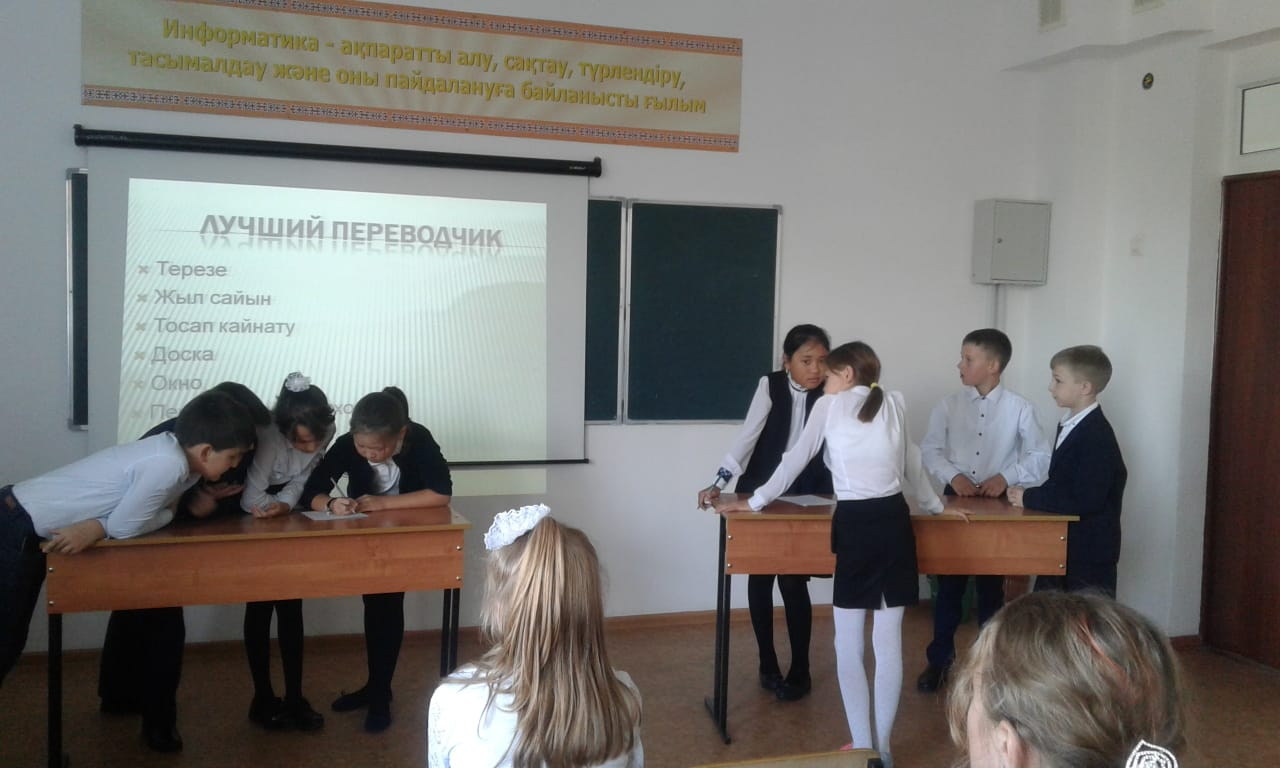 Информатика - ақпаратты алу, сақтау, түрлендіру,
тасымалдау және оны пайдалануға байланысты ғылым
ЛУЧШИЙ ПЕРЕВОДЧИК
Терезе
Жыл сайын
Тосап кайнату
Доска
Окно